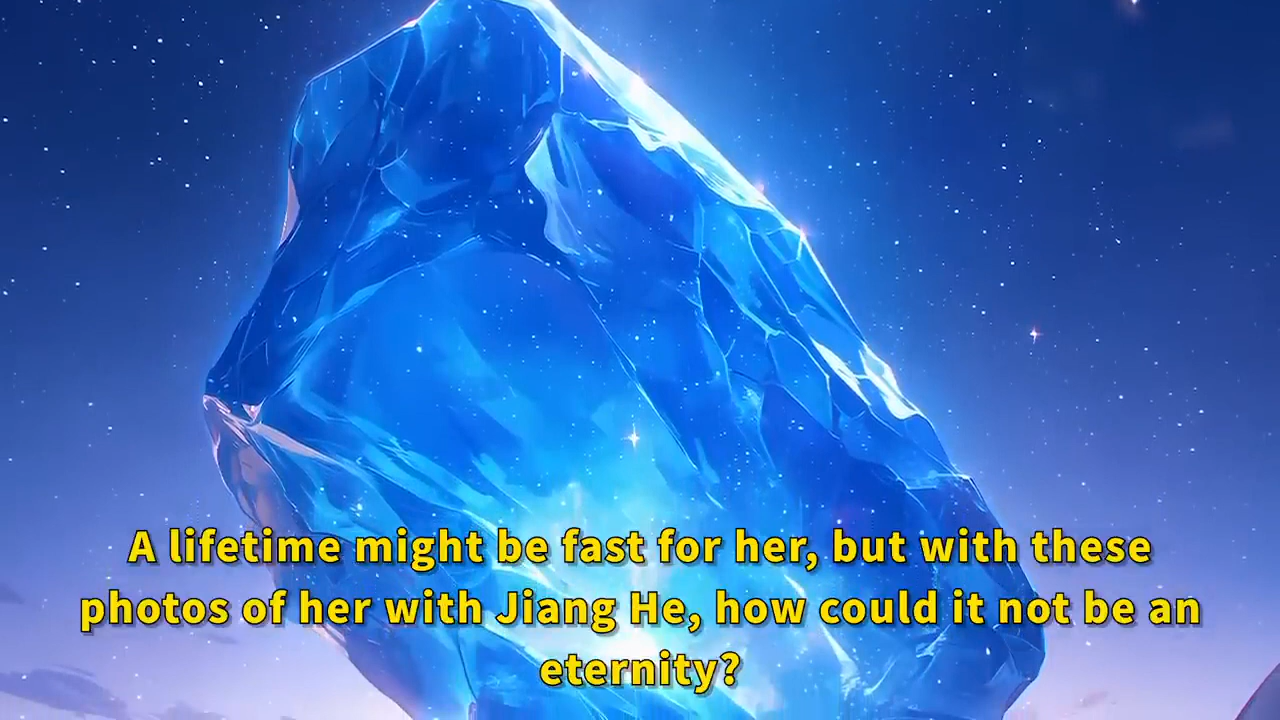 A lifetime might be fast for her, but with these
photos of her with Jiang He, how could it not be an
eternity?